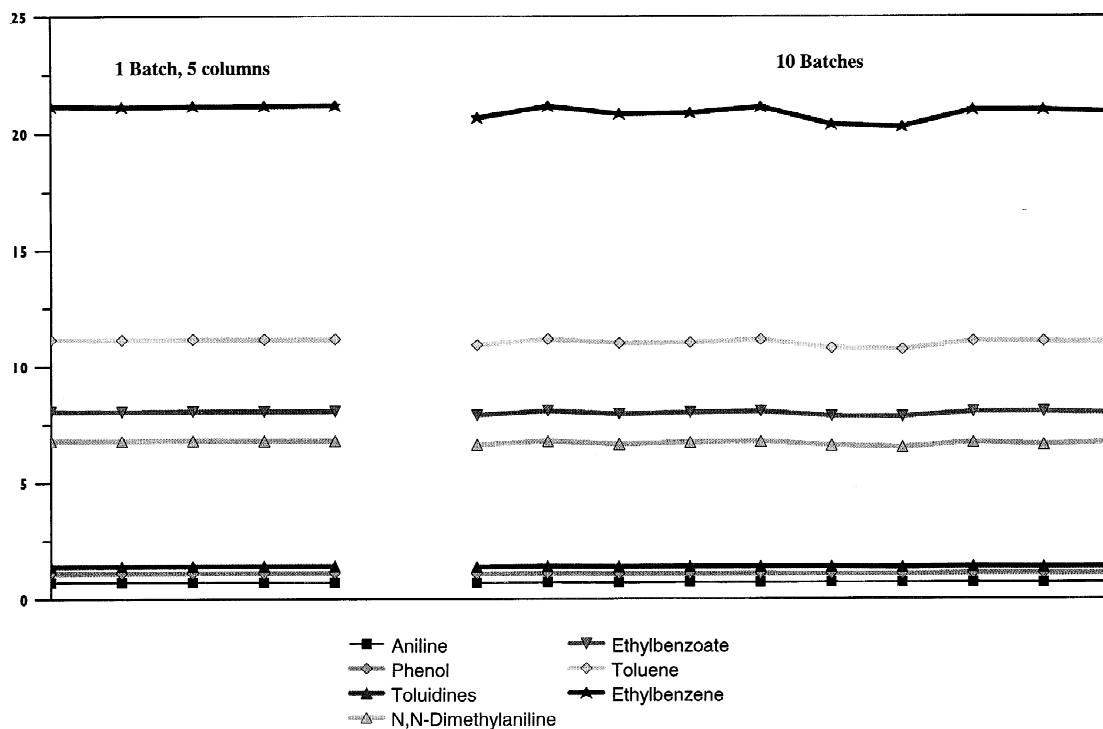 25
1 Batch, 5 columns
10 Batches
20
15
10
5
0
Aniline
Phenol
Toluidines
N,N-Dimethylaniline
Ethylbenzoate
Toluene
Ethylbenzene